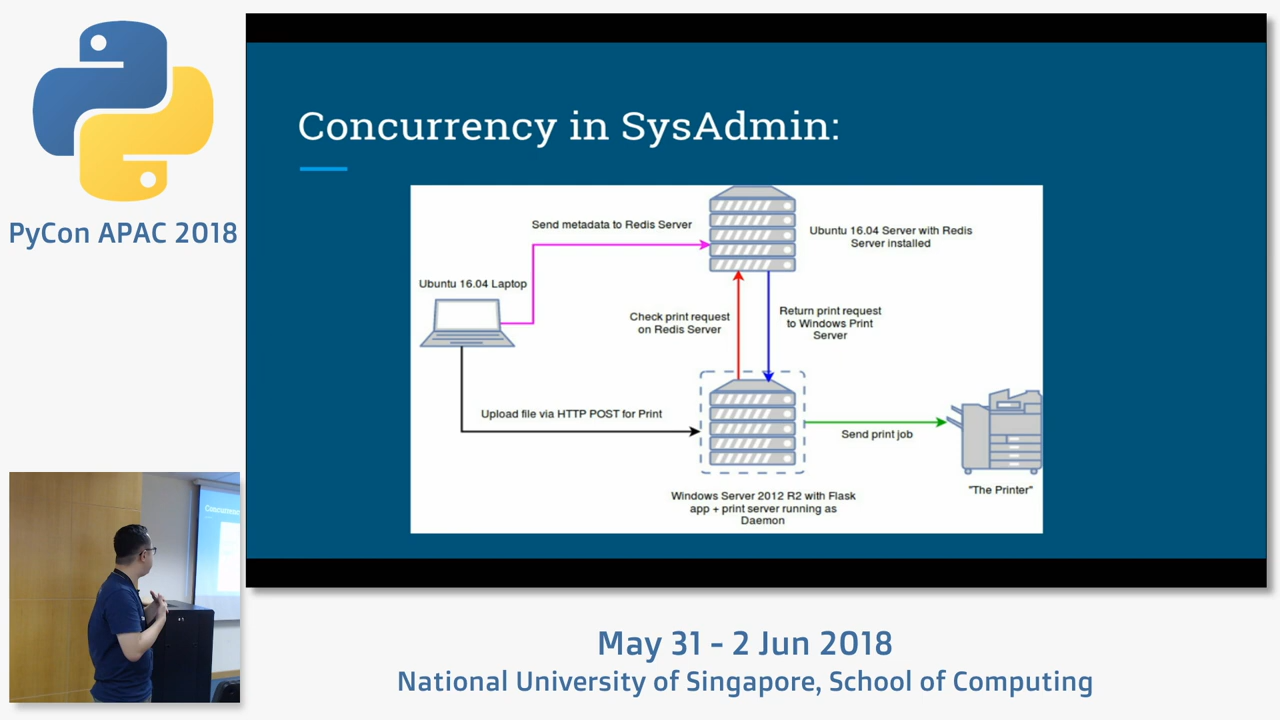 PyCon APAC 2018
Concurrency in SysAdmin:
Send metadata to Redis Server
Ubuntu 16.04 Server with Redis
Server installed
Ubuntu 16.04 Laptop
Check print request
on Redis Server
Return print request
to Windows Print
Server
Upload file via HTTP POST for Print
Send print job
"The Printer"
Windows Server 2012 R2 with Flask
app + print server running as
Daemon
May 31 - 2 Jun 2018
National University of Singapore, School of Computing